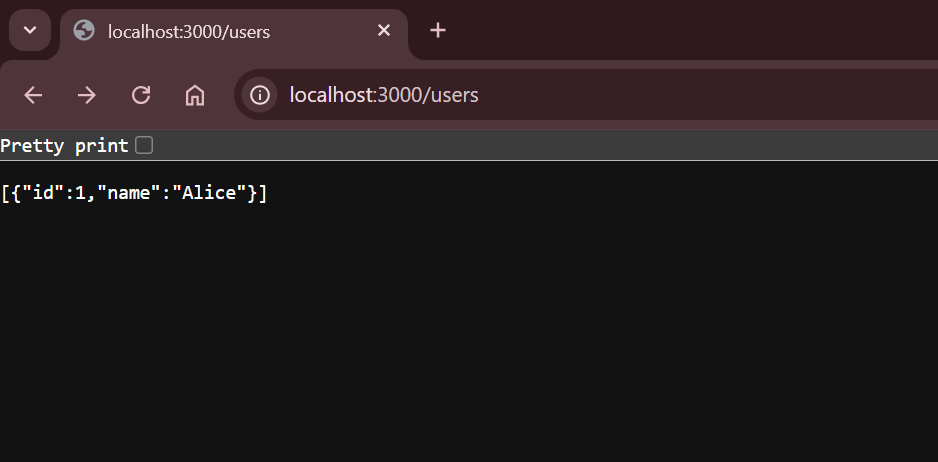 localhost:3000/users
localhost:3000/users
Pretty print
[{"id":1,"name":"Alice"}]